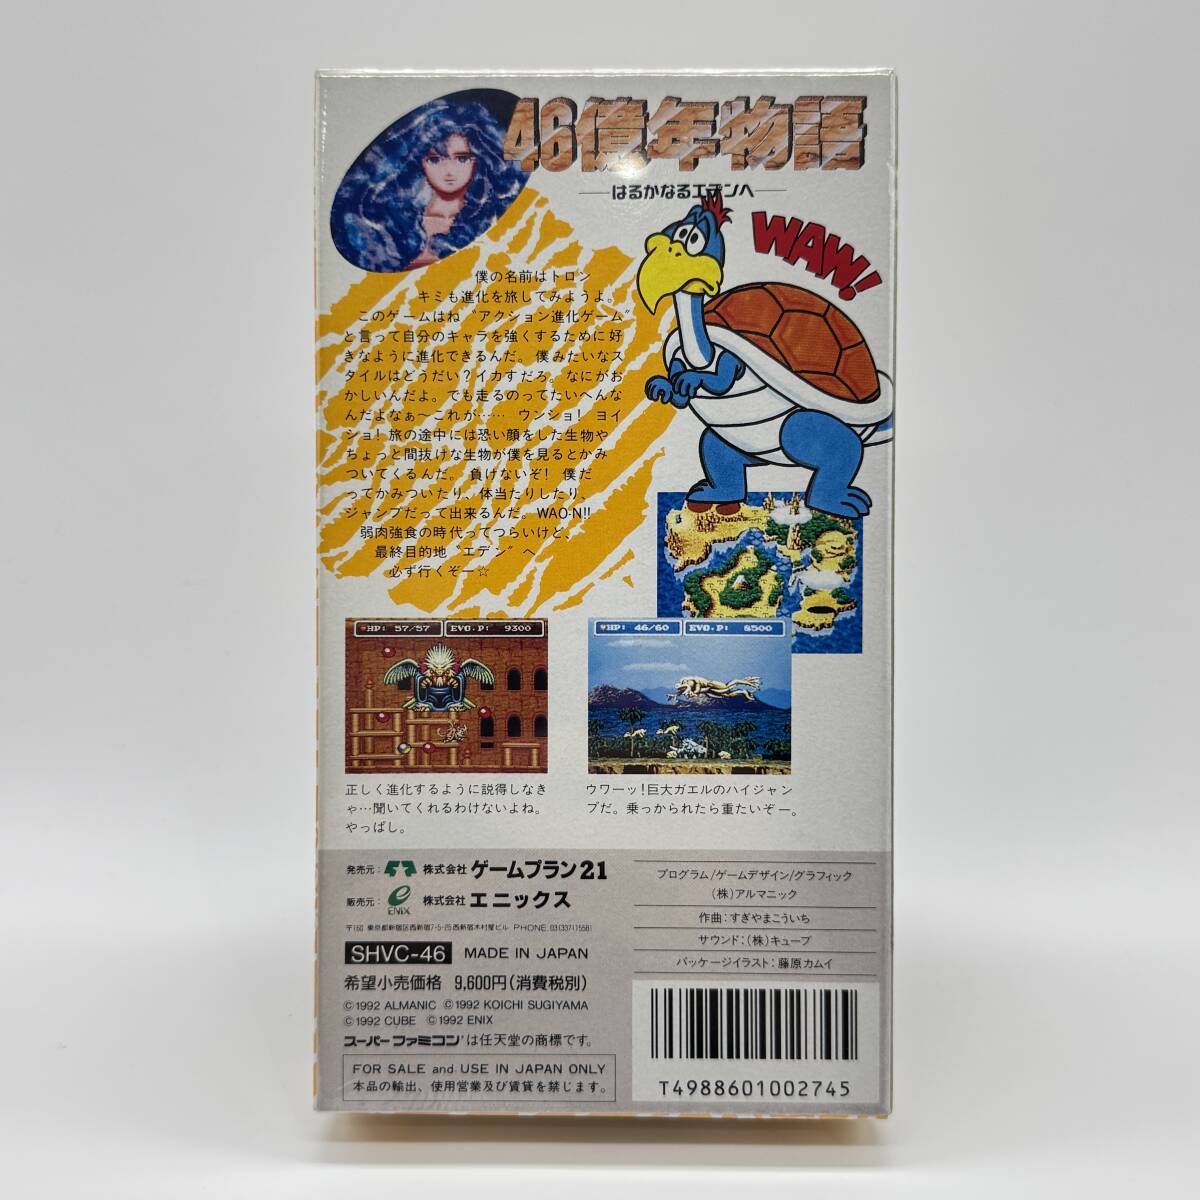 46億年物語
はるかなるエデンへ
WAW!
僕の名前はトロン
キミも進化を旅してみようよ。
このゲームはね〝アクション進化ゲーム〟
と言って自分のキャラを強くするために好
きなように進化できるんだ。僕みたいなス
タイルはどうだい?イカすだろ。なにがお
かしいんだよ。でも走るのってたいへんな
んだよなぁ〜これが…… ウンショ! ヨイ
ショ! 旅の途中には恐い顔をした生物や
ちょっと間抜けな生物が僕を見るとかみ
ついてくるんだ。負けないぞ! 僕だ
ってかみついたり、体当たりしたり、
ジャンプだって出来るんだ。WAO-N!!
弱肉強食の時代ってつらいけど、
最終目的地〝エデン〟へ
必ず行くぞー☆
HP: 57/57 EVO.P: 9300
HP: 46/60 EVO.P: 8500
正しく進化するように説得しなき
ゃ…聞いてくれるわけないよね。
やっぱし。
ウワーッ!巨大ガエルのハイジャン
プだ。乗っかられたら重たいぞー。
発売元: 株式会社 ゲームプラン21
販売元: ENIX 株式会社 エニックス
〒160 東京都新宿区西新宿7-5-25 西新宿木村屋ビル PHONE. 03(3371)1581
SHVC-46 MADE IN JAPAN
希望小売価格 9,600円(消費税別)
©1992 ALMANIC ©1992 KOICHI SUGIYAMA
©1992 CUBE ©1992 ENIX
スーパーファミコンは任天堂の商標です。
FOR SALE and USE IN JAPAN ONLY
本品の輸出、使用営業及び賃貸を禁じます。
プログラム/ゲームデザイン/グラフィック
(株)アルマニック
作曲:すぎやまこういち
サウンド:(株)キューブ
パッケージイラスト:藤原カムイ
T4988601002745